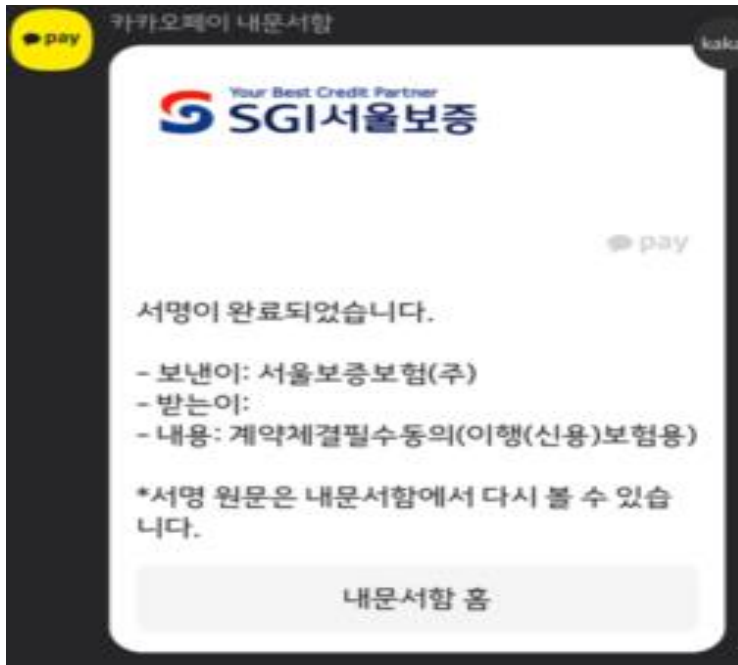 pay
카카오페이 내문서함
kaka
Your Best Credit Partner
SGI서울보증
pay
서명이 완료되었습니다.
- 보낸이: 서울보증보험(주)
- 받는이:
- 내용: 계약체결필수동의(이행(신용)보험용)
*서명 원문은 내문서함에서 다시 볼 수 있습
니다.
내문서함 홈